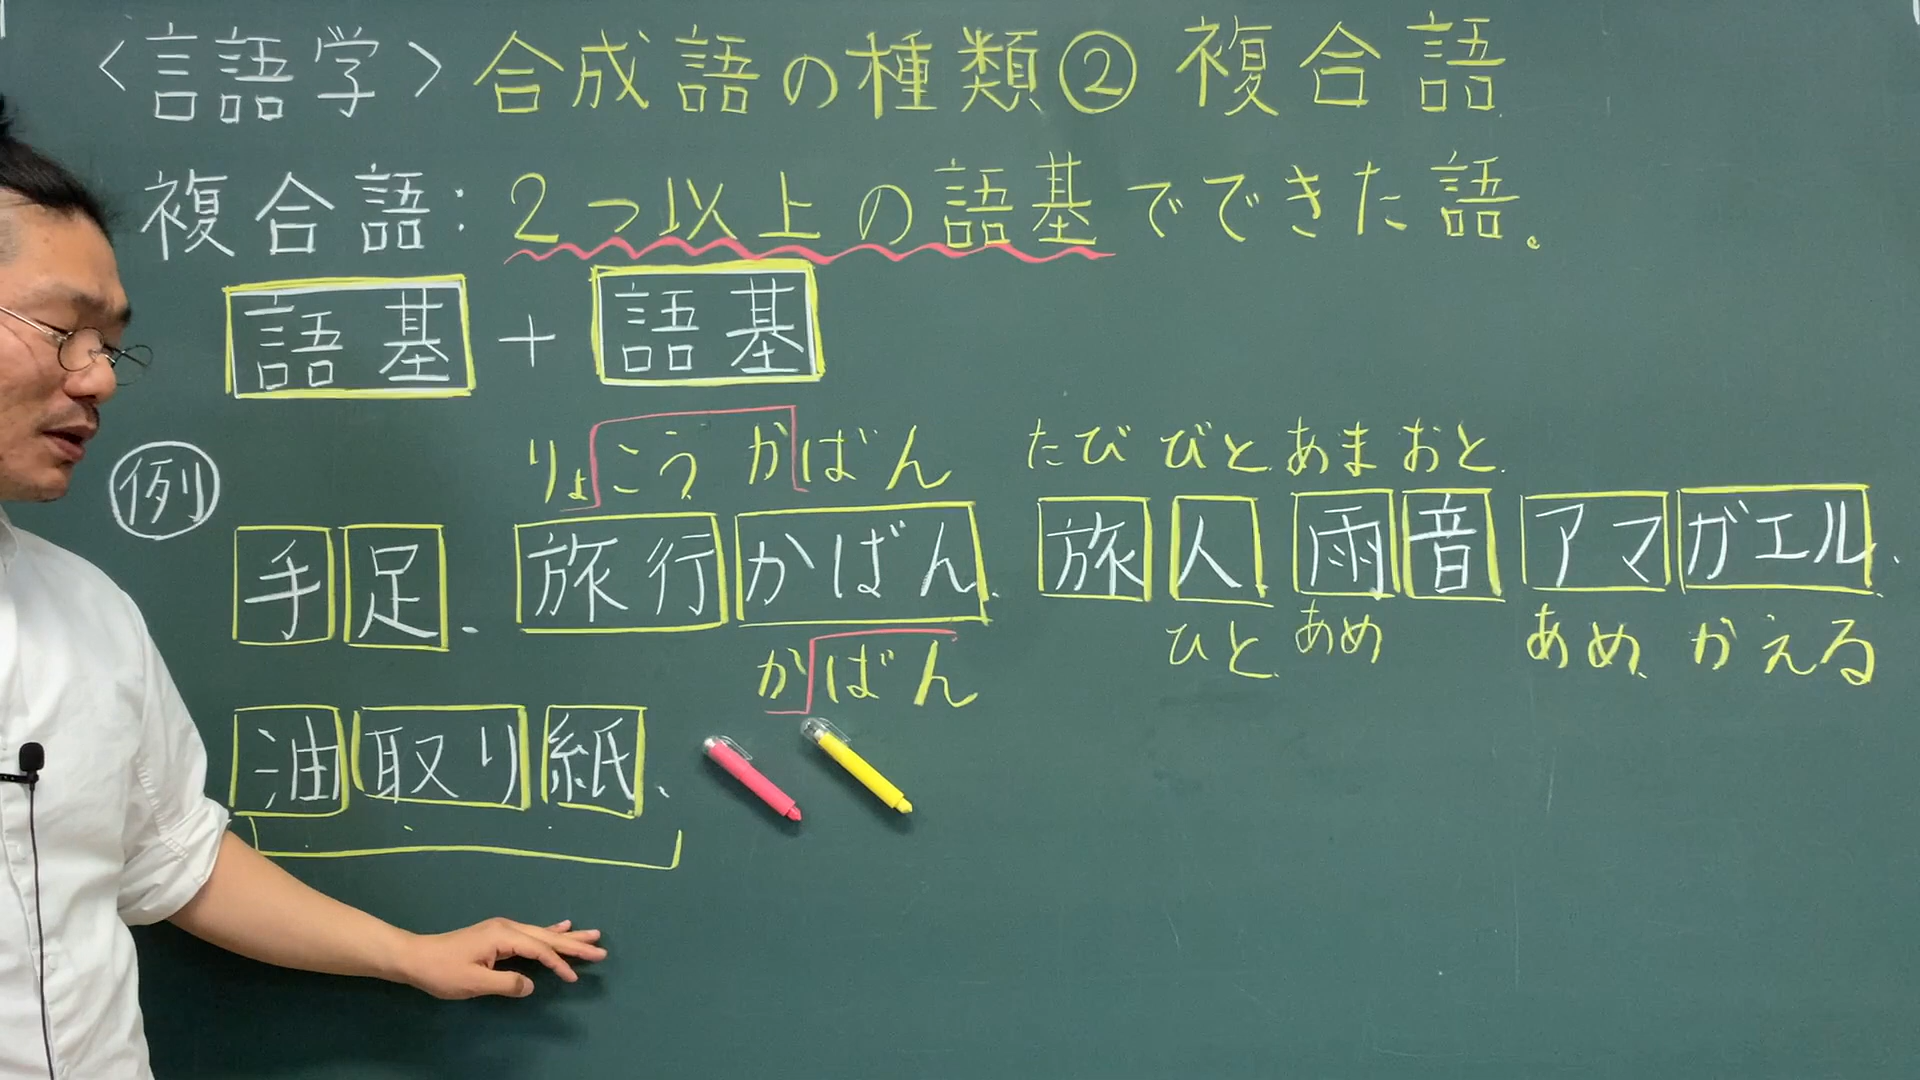 〈言語学〉合成語の種類② 複合語
複合語：2つ以上の語基でできた語。
語基＋語基
例
りょこうかばん
たびびと.あまおと.
手足.旅行かばん.旅人雨音アマガエル.
ひと.あめ
あめ.かえる
かばん
油取り紙、